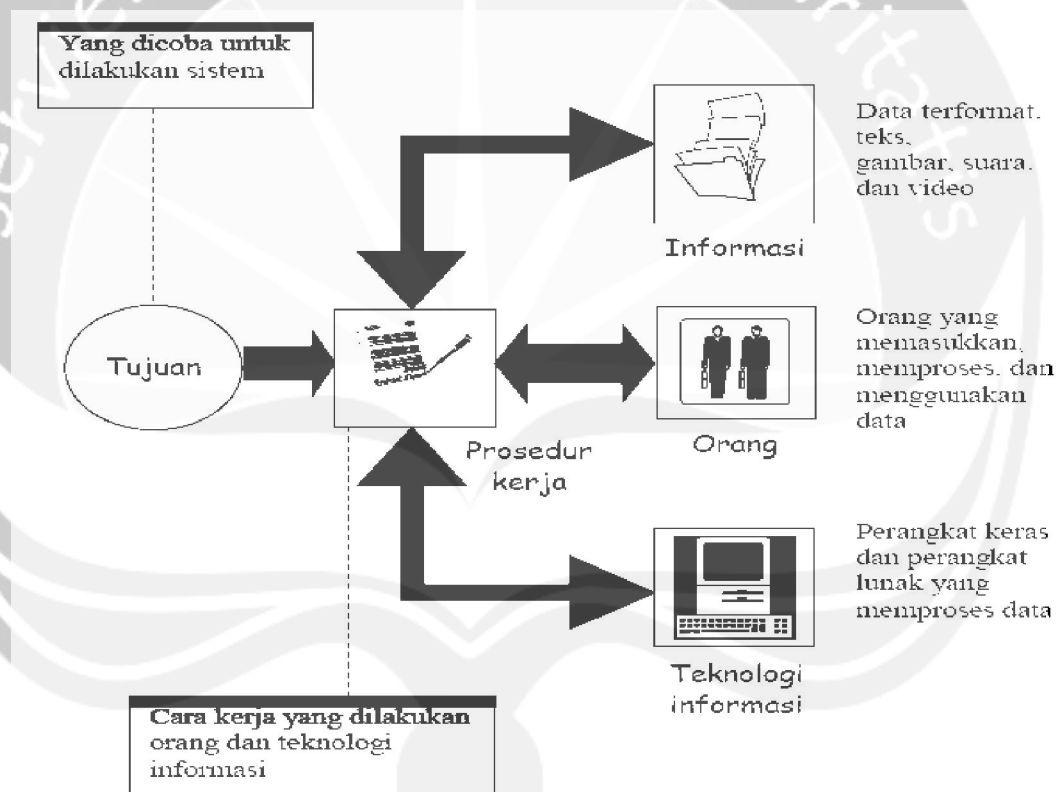 Yang dicoba untuk
dilakukan sistem
Data terformat.
teks,
gambar, suara.
dan video
Informasi
Tujuan
Orang yang
memasukkan,
memproses. dan
menggunakan
data
Prosedur
kerja
Orang
Perangkat keras
dan perangkat
lunak yang
memproses data
Teknologi
informasi
Cara kerja yang dilakukan
orang dan teknologi
informasi